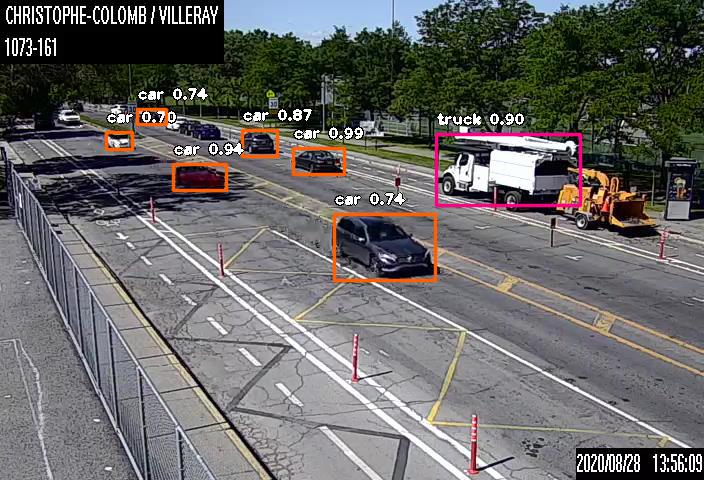 CHRISTOPHE-COLOMB / VILLERAY
1073-161
car 0.74
car 0.70
car 0.87
car 0.99
truck 0.90
car 0.94
car 0.74
2020/08/28 13:56:09